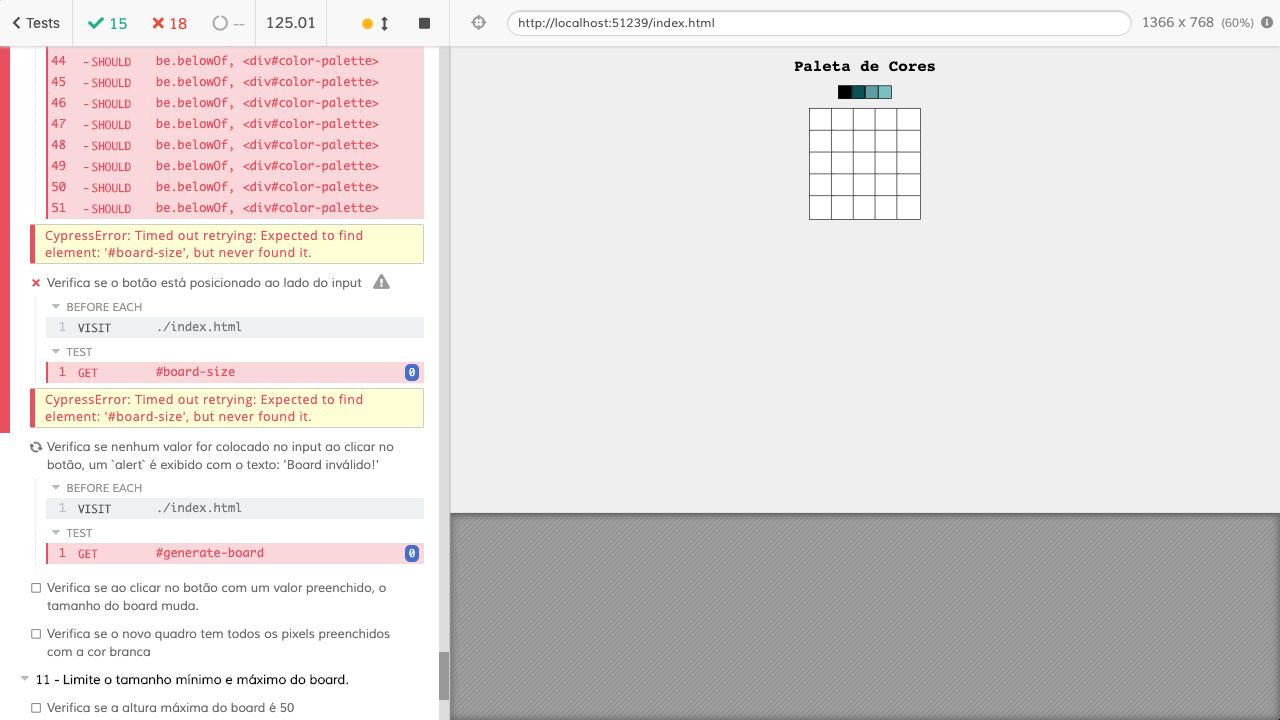 Tests 15 18 -- 125.01
http://localhost:51239/index.html 1366 x 768 (60%)
44 -SHOULD be.belowOf, <div#color-palette>
45 -SHOULD be.belowOf, <div#color-palette>
46 -SHOULD be.belowOf, <div#color-palette>
47 -SHOULD be.belowOf, <div#color-palette>
48 -SHOULD be.belowOf, <div#color-palette>
49 -SHOULD be.belowOf, <div#color-palette>
50 -SHOULD be.belowOf, <div#color-palette>
51 -SHOULD be.belowOf, <div#color-palette>
CypressError: Timed out retrying: Expected to find
element: '#board-size', but never found it.
Verifica se o botão está posicionado ao lado do input
BEFORE EACH
1 VISIT ./index.html
TEST
1 GET #board-size 0
CypressError: Timed out retrying: Expected to find
element: '#board-size', but never found it.
Verifica se nenhum valor for colocado no input ao clicar no
botão, um `alert` é exibido com o texto: 'Board inválido!'
BEFORE EACH
1 VISIT ./index.html
TEST
1 GET #generate-board 0
Verifica se ao clicar no botão com um valor preenchido, o
tamanho do board muda.
Verifica se o novo quadro tem todos os pixels preenchidos
com a cor branca
11 - Limite o tamanho mínimo e máximo do board.
Verifica se a altura máxima do board é 50
Paleta de Cores